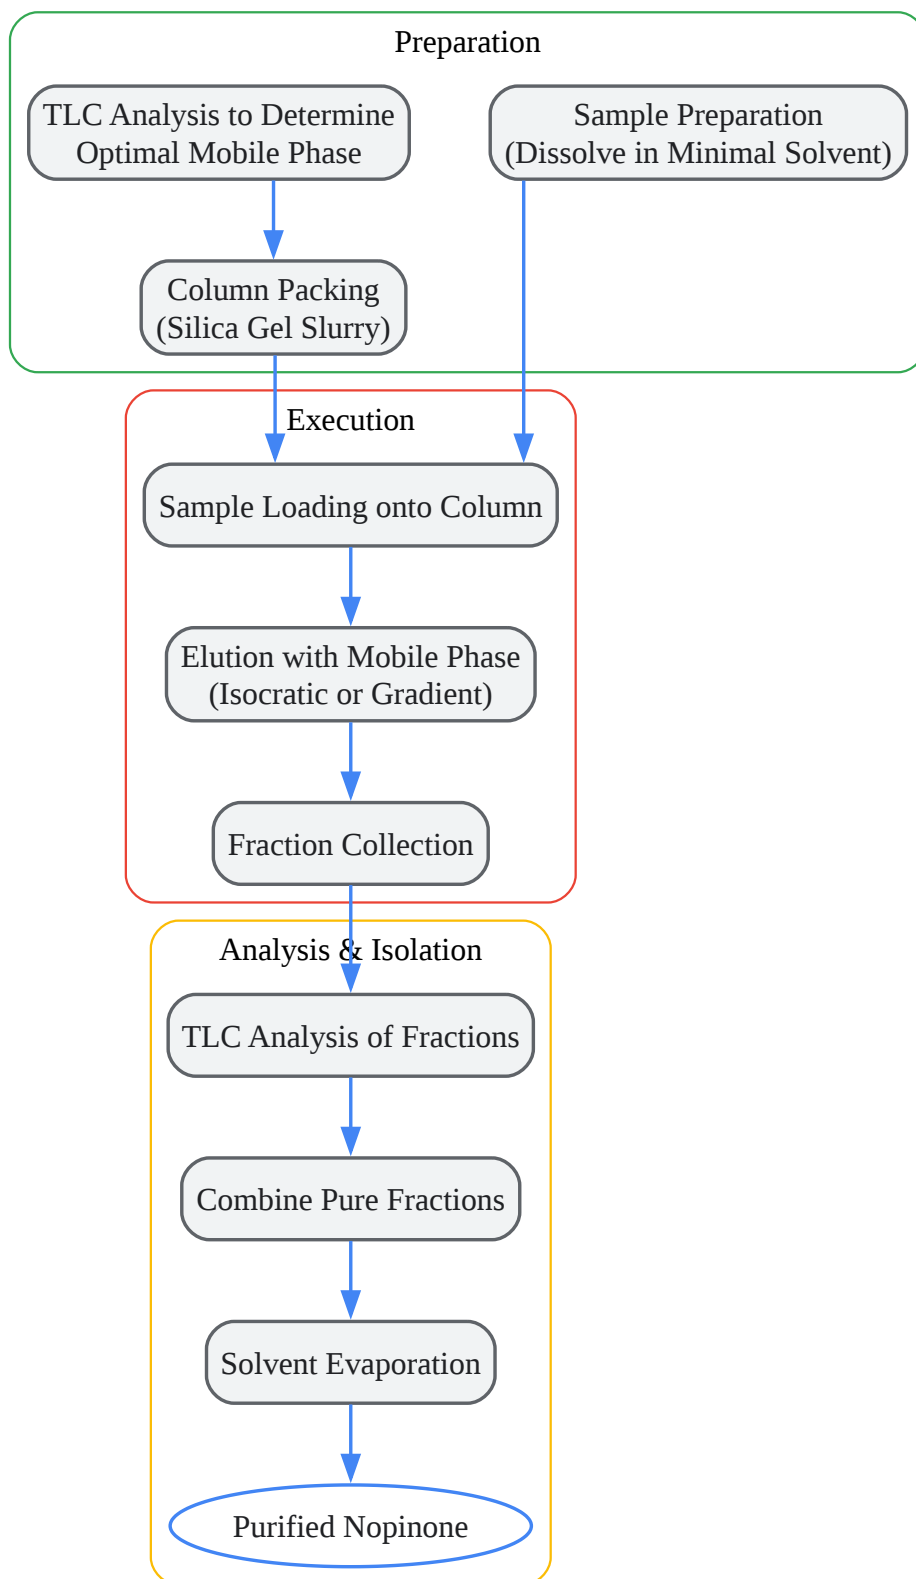 Preparation
TLC Analysis to Determine
Optimal Mobile Phase
Sample Preparation
(Dissolve in Minimal Solvent)
Column Packing
(Silica Gel Slurry)
Execution
Sample Loading onto Column
Elution with Mobile Phase
(Isocratic or Gradient)
Fraction Collection
Analysis & Isolation
TLC Analysis of Fractions
Combine Pure Fractions
Solvent Evaporation
Purified Nopinone